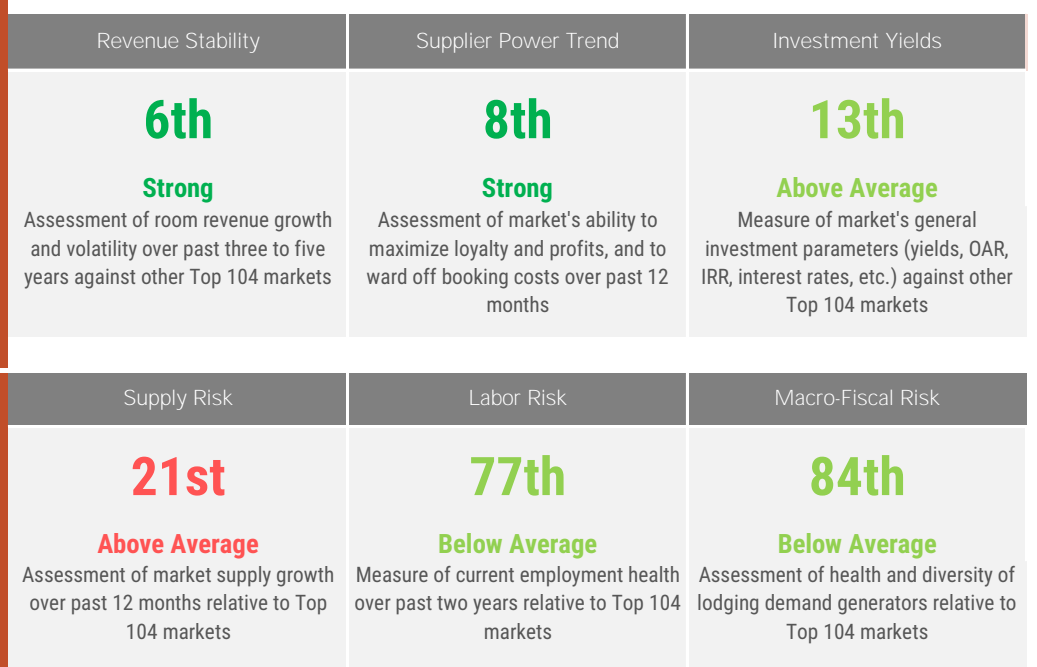 Revenue Stability
Supplier Power Trend
Investment Yields
6th
Strong
Assessment of room revenue growth
and volatility over past three to five
years against other Top 104 markets
8th
Strong
Assessment of market's ability to
maximize loyalty and profits, and to
ward off booking costs over past 12
months
13th
Above Average
Measure of market's general
investment parameters (yields, OAR,
IRR, interest rates, etc.) against other
Top 104 markets
Supply Risk
Labor Risk
Macro-Fiscal Risk
21st
Above Average
Assessment of market supply growth
over past 12 months relative to Top
104 markets
77th
Below Average
Measure of current employment health
over past two years relative to Top 104
markets
84th
Below Average
Assessment of health and diversity of
lodging demand generators relative to
Top 104 markets